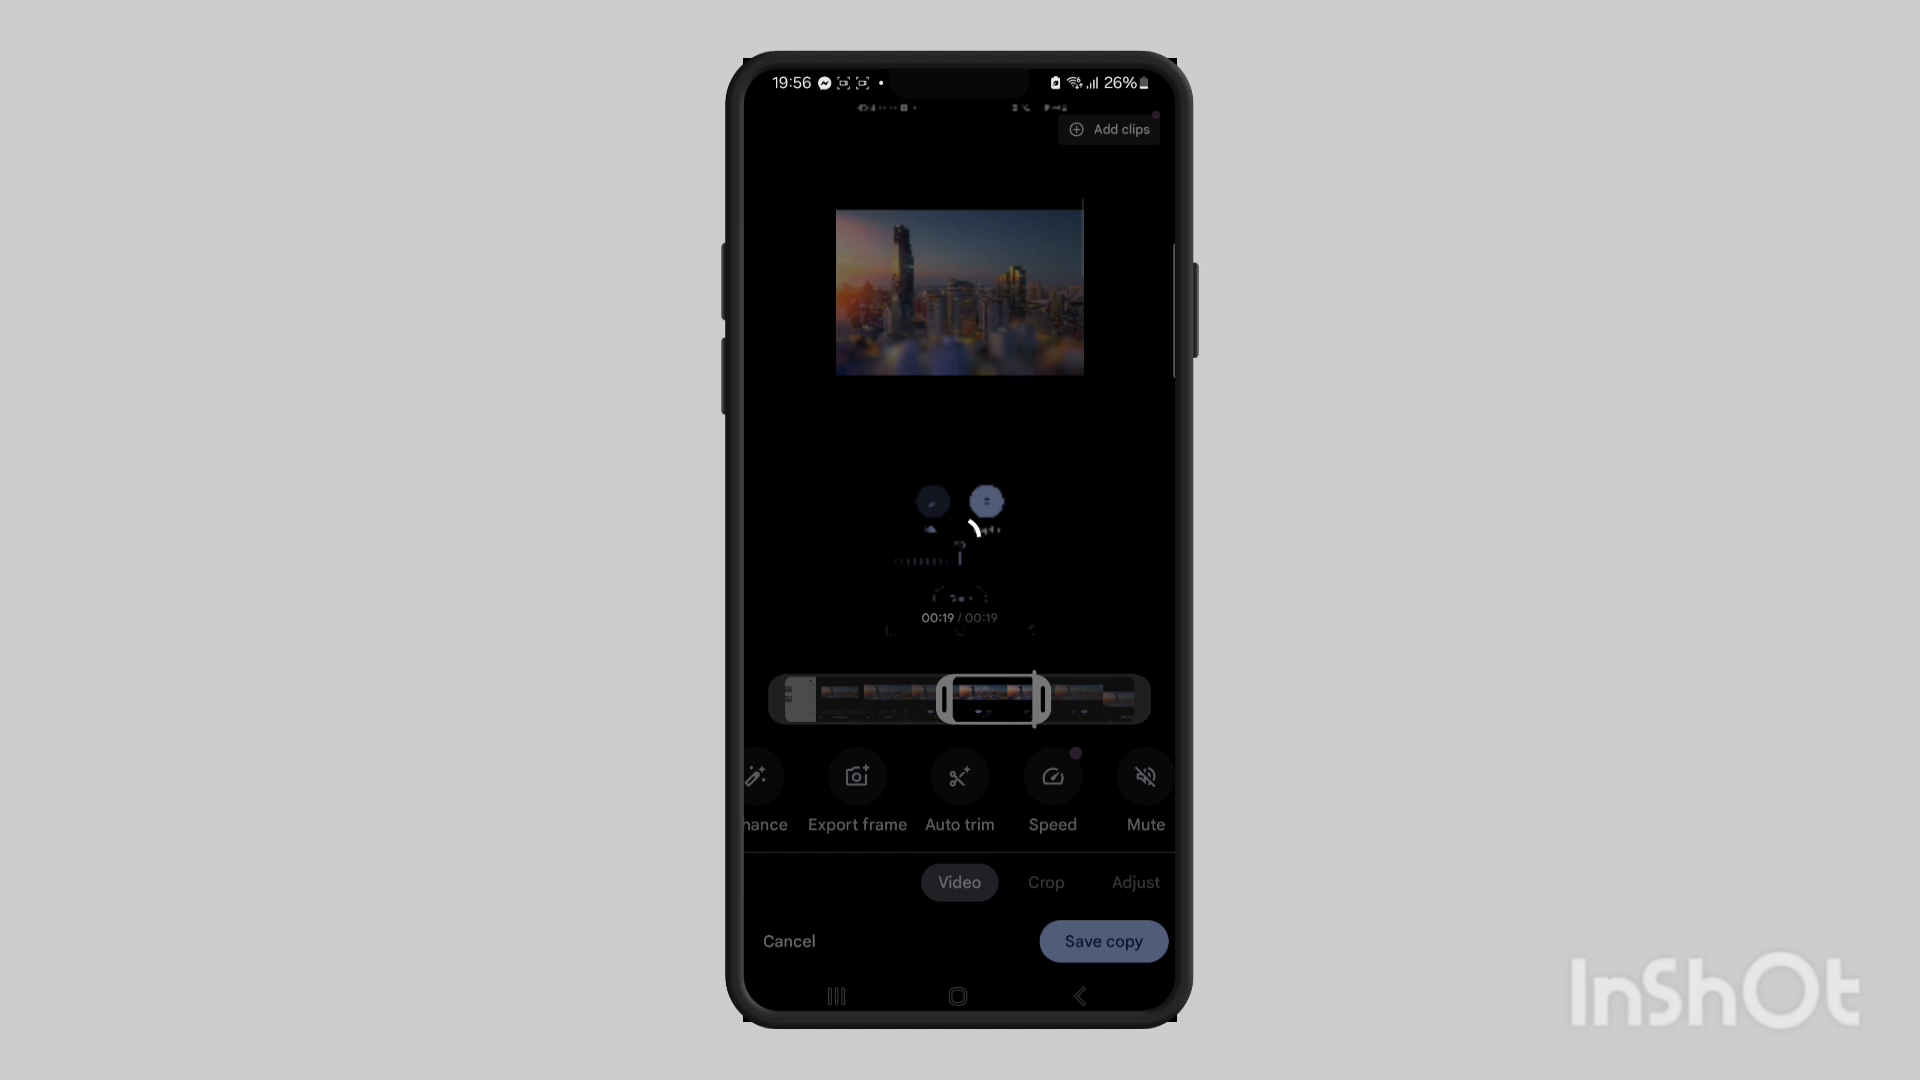 19:56
26%
Add clips
00:19 / 00:19
hance Export frame Auto trim Speed Mute
Video Crop Adjust
Cancel Save copy
InShOt